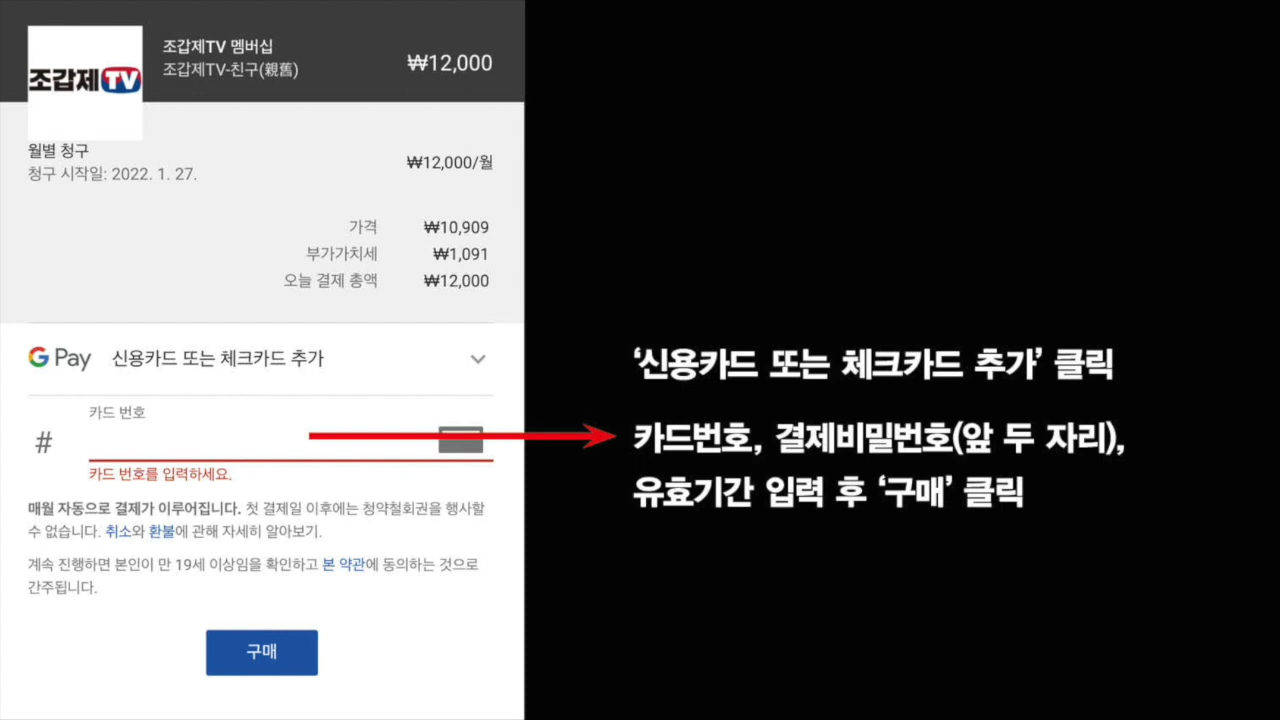 조갑제TV
조갑제TV 멤버십
조갑제TV-친구(親舊)
₩12,000
월별 청구
청구 시작일: 2022. 1. 27.
₩12,000/월
가격 ₩10,909
부가가치세 ₩1,091
오늘 결제 총액 ₩12,000
G Pay 신용카드 또는 체크카드 추가
카드 번호
#
카드 번호를 입력하세요.
매월 자동으로 결제가 이루어집니다. 첫 결제일 이후에는 청약철회권을 행사할
수 없습니다. 취소와 환불에 관해 자세히 알아보기.
계속 진행하면 본인이 만 19세 이상임을 확인하고 본 약관에 동의하는 것으로
간주됩니다.
구매
‘신용카드 또는 체크카드 추가’ 클릭
카드번호, 결제비밀번호(앞 두 자리),
유효기간 입력 후 ‘구매’ 클릭